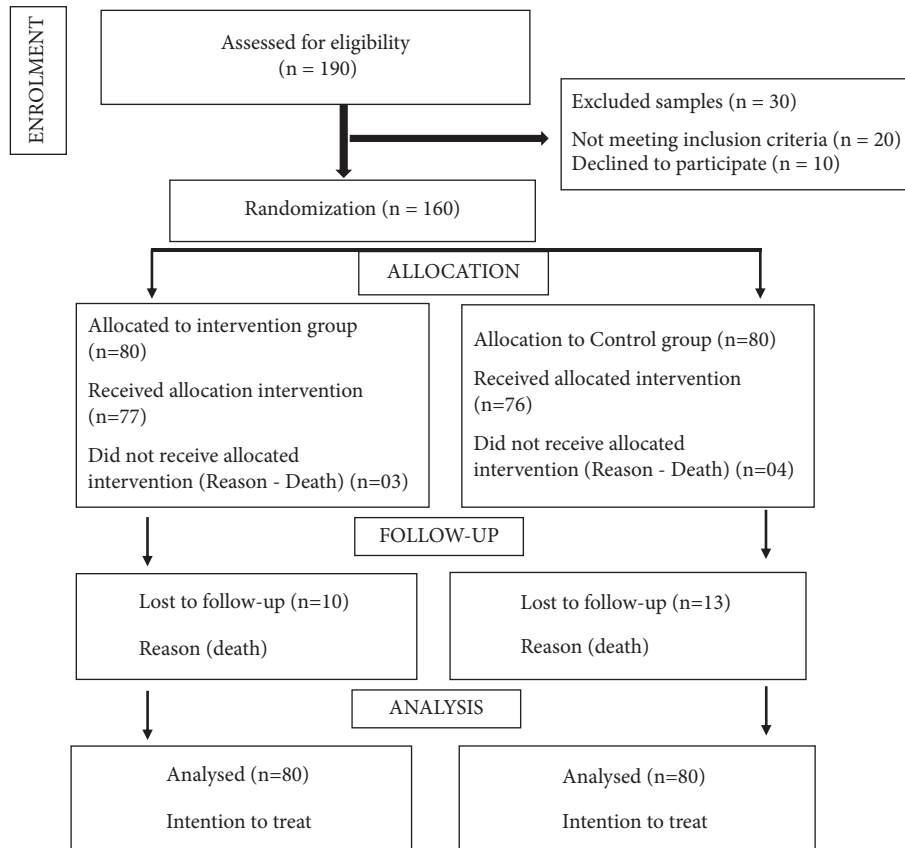 ENROLMENT
Assessed for eligibility
(n = 190)
Excluded samples (n = 30)
Not meeting inclusion criteria (n = 20)
Declined to participate (n = 10)
Randomization (n = 160)
ALLOCATION
Allocated to intervention group
(n=80)
Received allocation intervention
(n=77)
Did not receive allocated
intervention (Reason - Death) (n=03)
Allocation to Control group (n=80)
Received allocated intervention
(n=76)
Did not receive allocated
intervention (Reason - Death) (n=04)
FOLLOW-UP
Lost to follow-up (n=10)
Reason (death)
Lost to follow-up (n=13)
Reason (death)
ANALYSIS
Analysed (n=80)
Intention to treat
Analysed (n=80)
Intention to treat